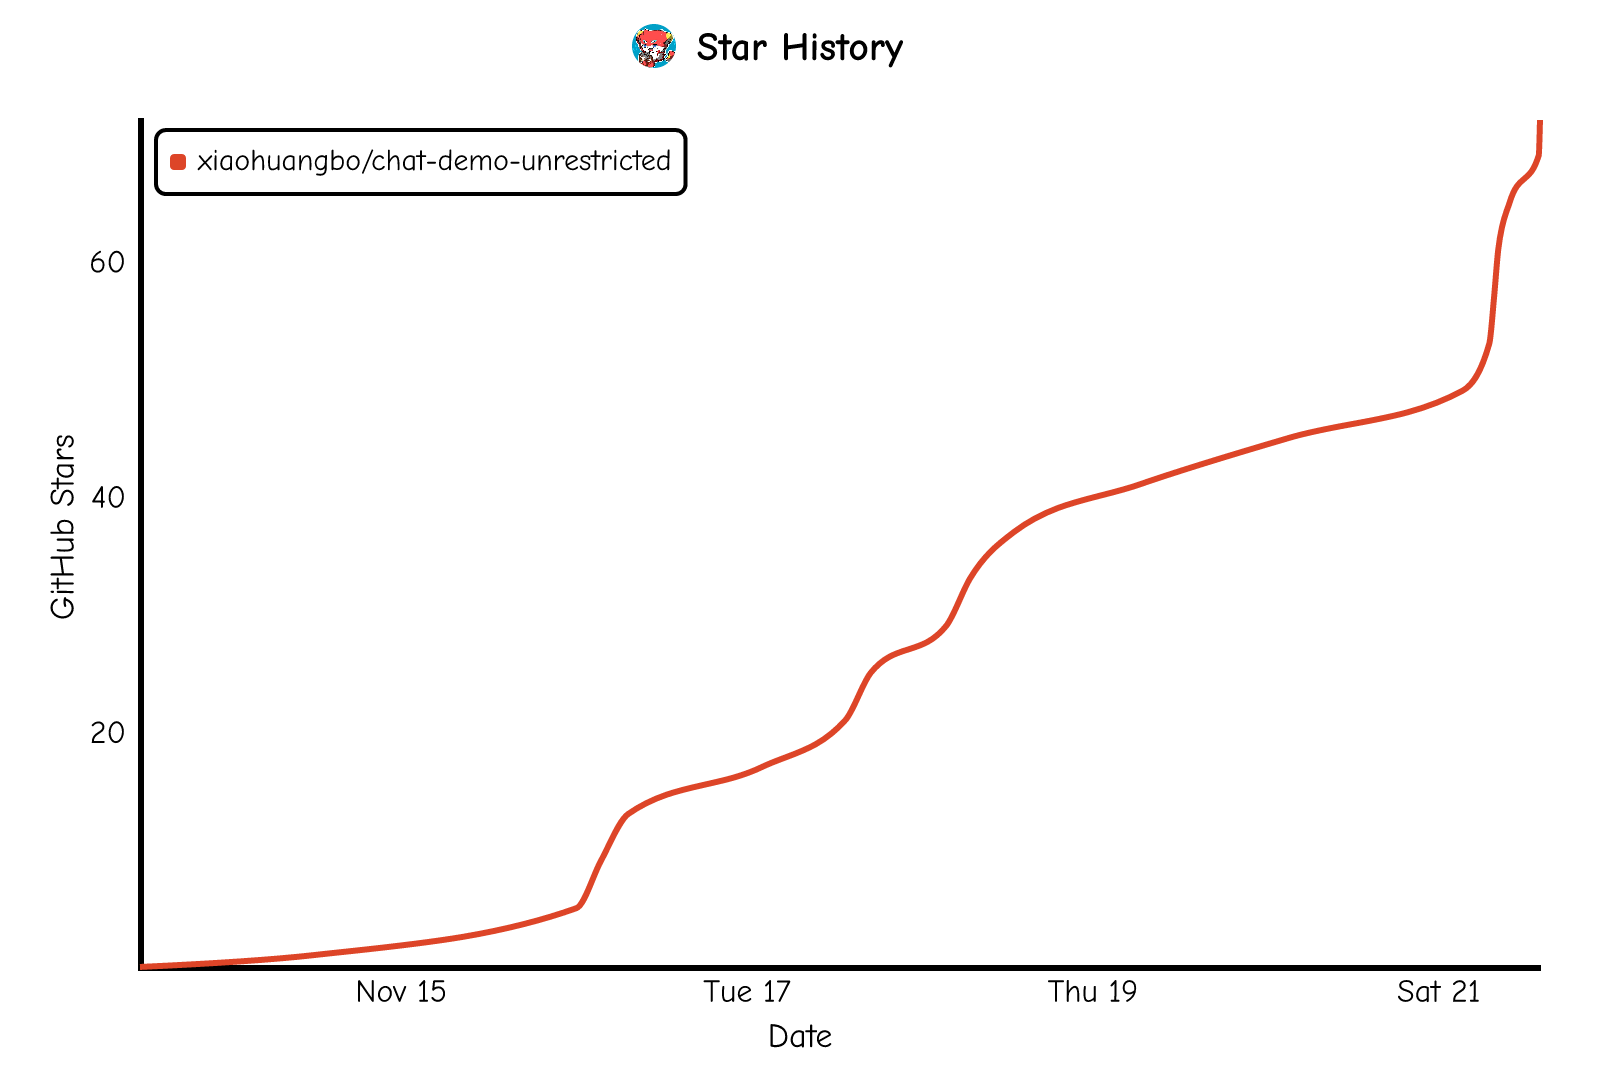 Star History
xiaohuangbo/chat-demo-unrestricted
60
40
20
GitHub Stars
Nov 15
Tue 17
Thu 19
Sat 21
Date